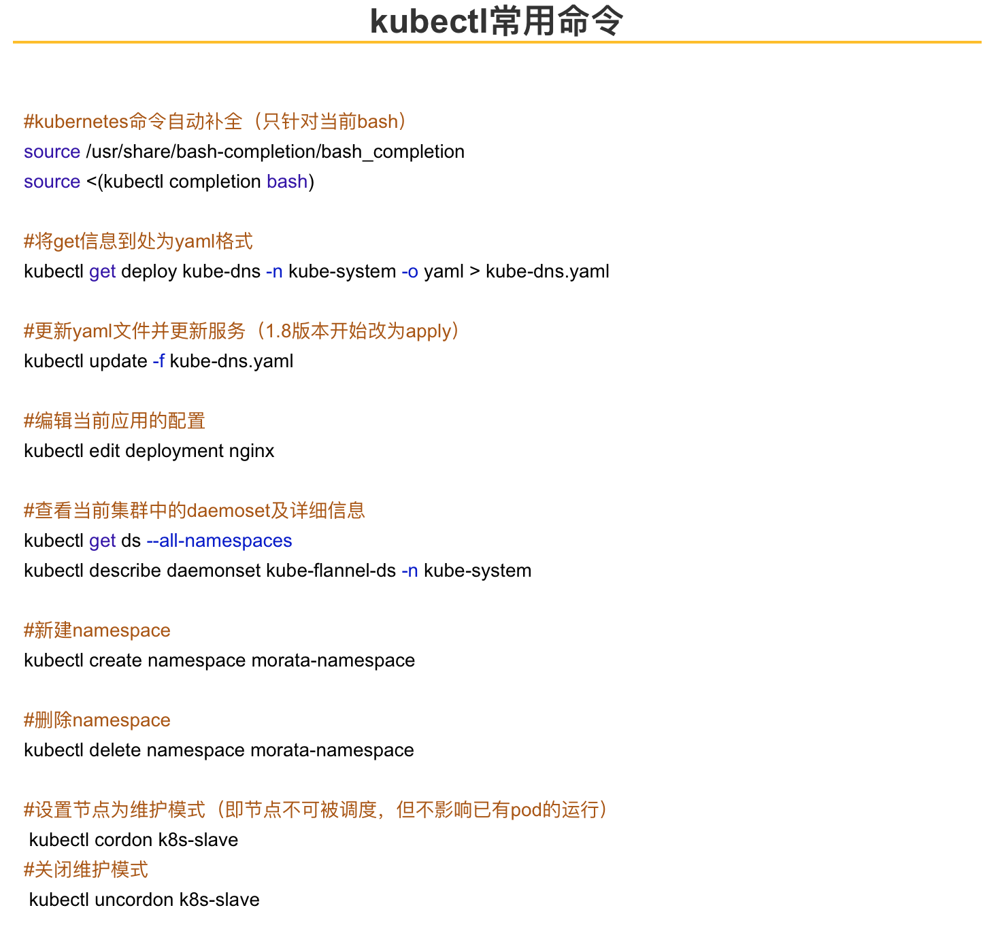 kubectl常用命令
#kubernetes命令自动补全（只针对当前bash）
source /usr/share/bash-completion/bash_completion
source <(kubectl completion bash)
#将get信息到处为yaml格式
kubectl get deploy kube-dns -n kube-system -o yaml > kube-dns.yaml
#更新yaml文件并更新服务（1.8版本开始改为apply）
kubectl update -f kube-dns.yaml
#编辑当前应用的配置
kubectl edit deployment nginx
#查看当前集群中的daemoset及详细信息
kubectl get ds --all-namespaces
kubectl describe daemonset kube-flannel-ds -n kube-system
#新建namespace
kubectl create namespace morata-namespace
#删除namespace
kubectl delete namespace morata-namespace
#设置节点为维护模式（即节点不可被调度，但不影响已有pod的运行）
kubectl cordon k8s-slave
#关闭维护模式
kubectl uncordon k8s-slave